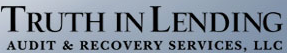 TRUTH IN LENDING
AUDIT & RECOVERY SERVICES, LLC